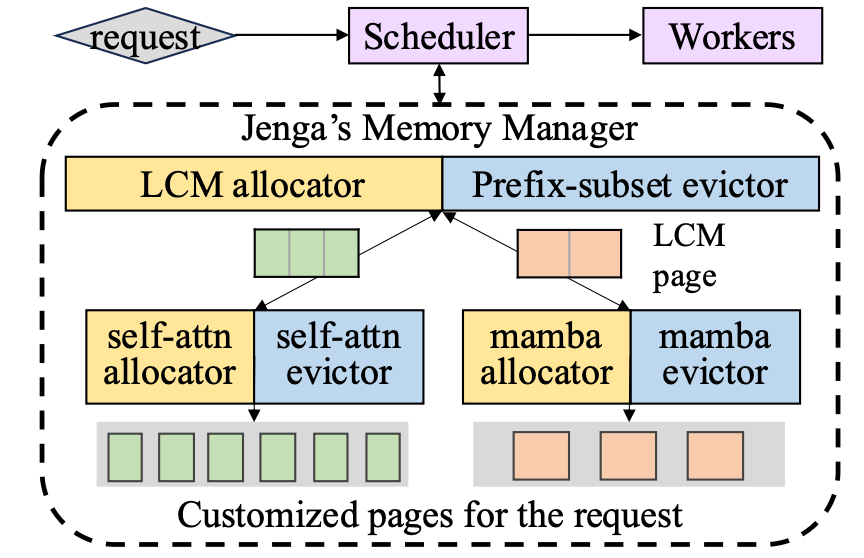 request
Scheduler
Workers
Jenga’s Memory Manager
LCM allocator
Prefix-subset evictor
LCM
page
self-attn
allocator
self-attn
evictor
mamba
allocator
mamba
evictor
Customized pages for the request